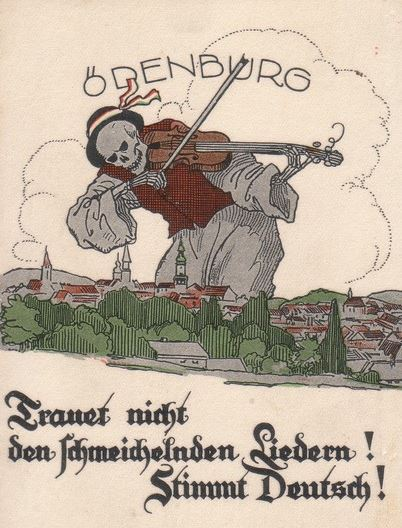 ÖDENBURG
Trauet nicht
den schmeichelnden Liedern!
Stimmt Deutsch!